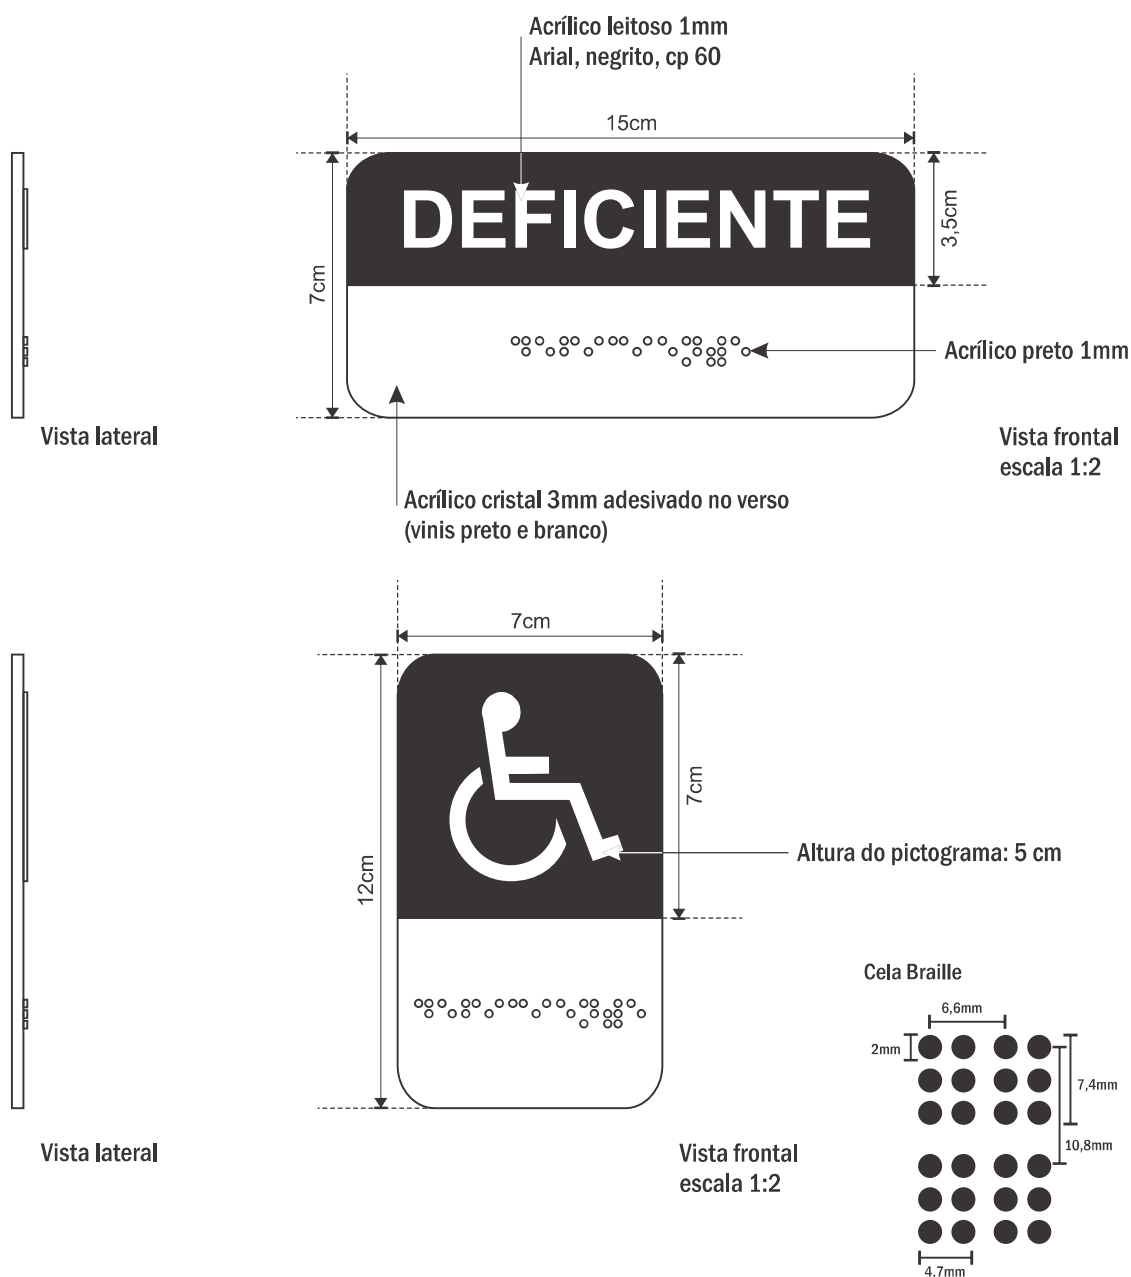 Acrílico leitoso 1mm
Arial, negrito, cp 60
15cm
DEFICIENTE
3,5cm
7cm
Acrílico preto 1mm
Vista lateral
Vista frontal
escala 1:2
Acrílico cristal 3mm adesivado no verso
(vinis preto e branco)
7cm
7cm
12cm
Altura do pictograma: 5 cm
Cela Braille
6,6mm
2mm
7,4mm
10,8mm
Vista lateral
Vista frontal
escala 1:2
4,7mm